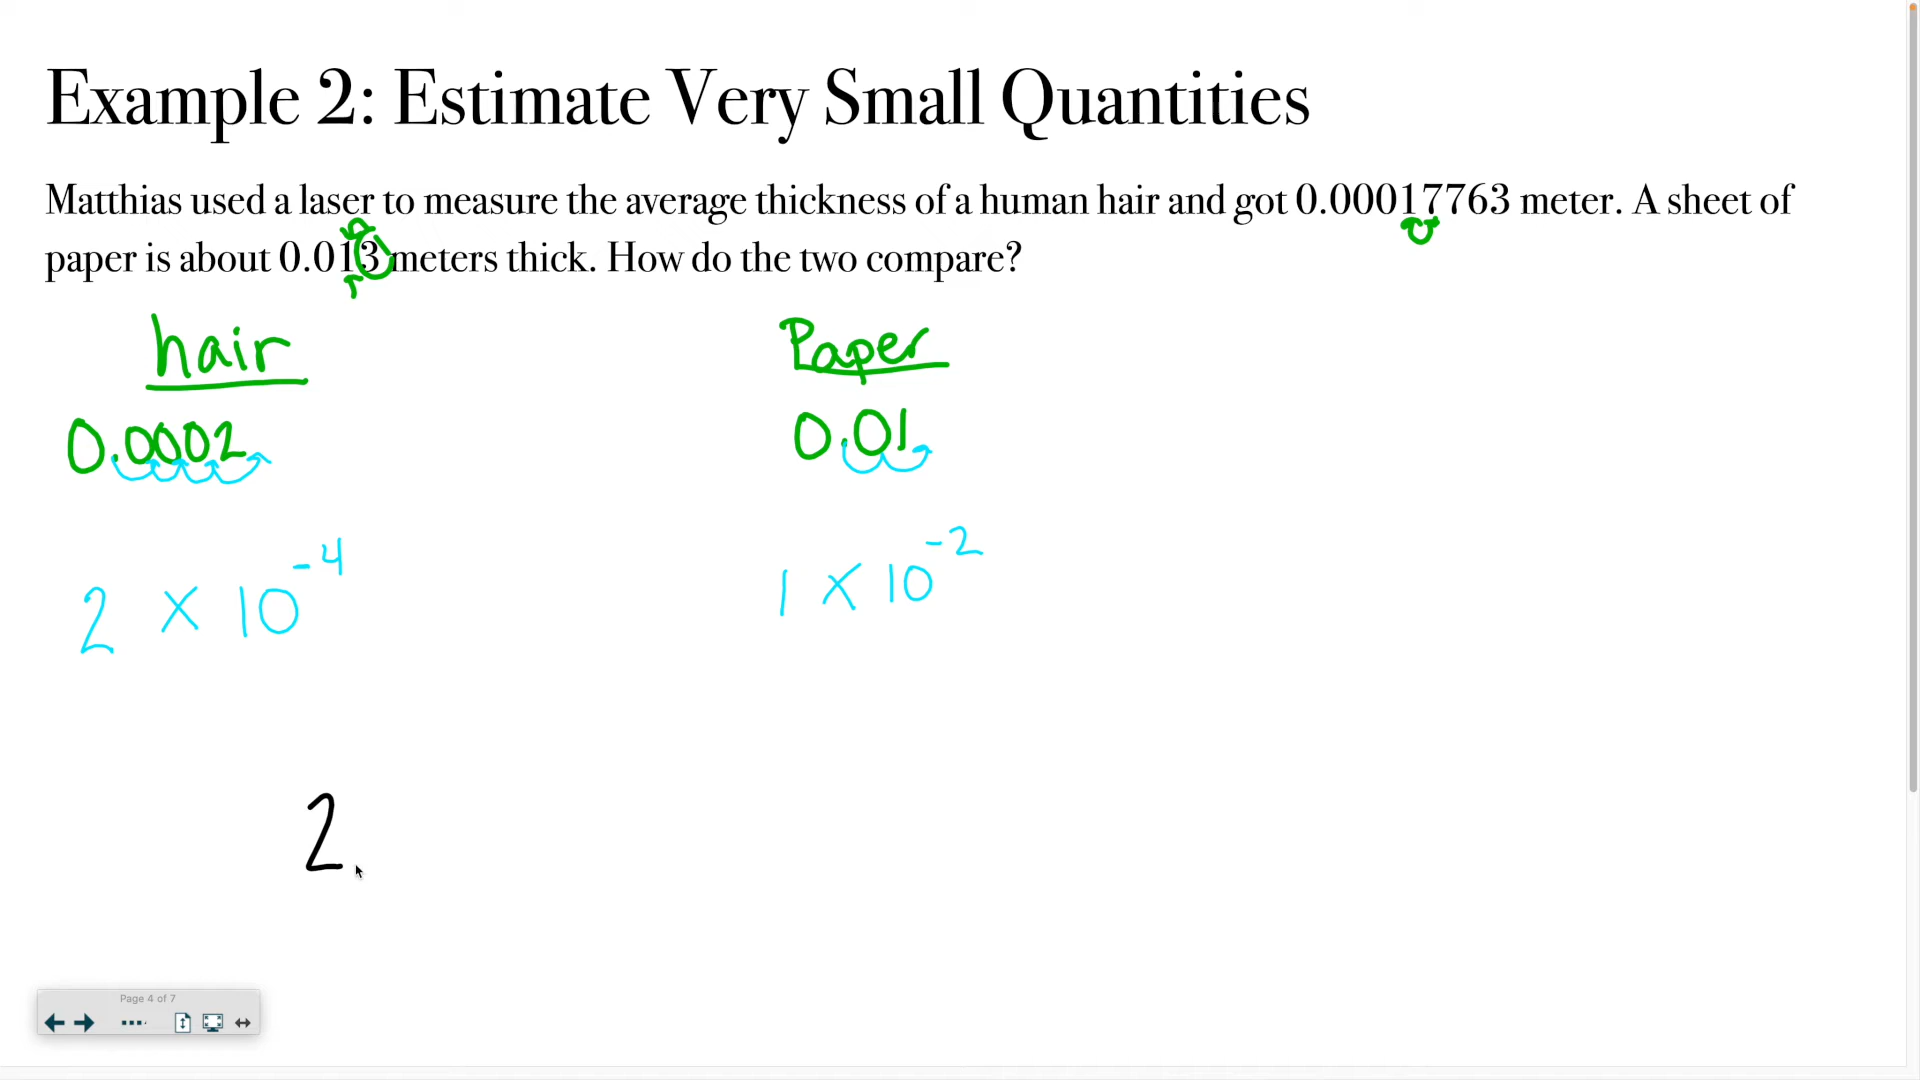 Example 2: Estimate Very Small Quantities
Matthias used a laser to measure the average thickness of a human hair and got 0.00017763 meter. A sheet of
paper is about 0.013 meters thick. How do the two compare?
hair
Paper
0.0002
0.01
2 × 10⁻⁴
1 × 10⁻²
2
Page 4 of 7